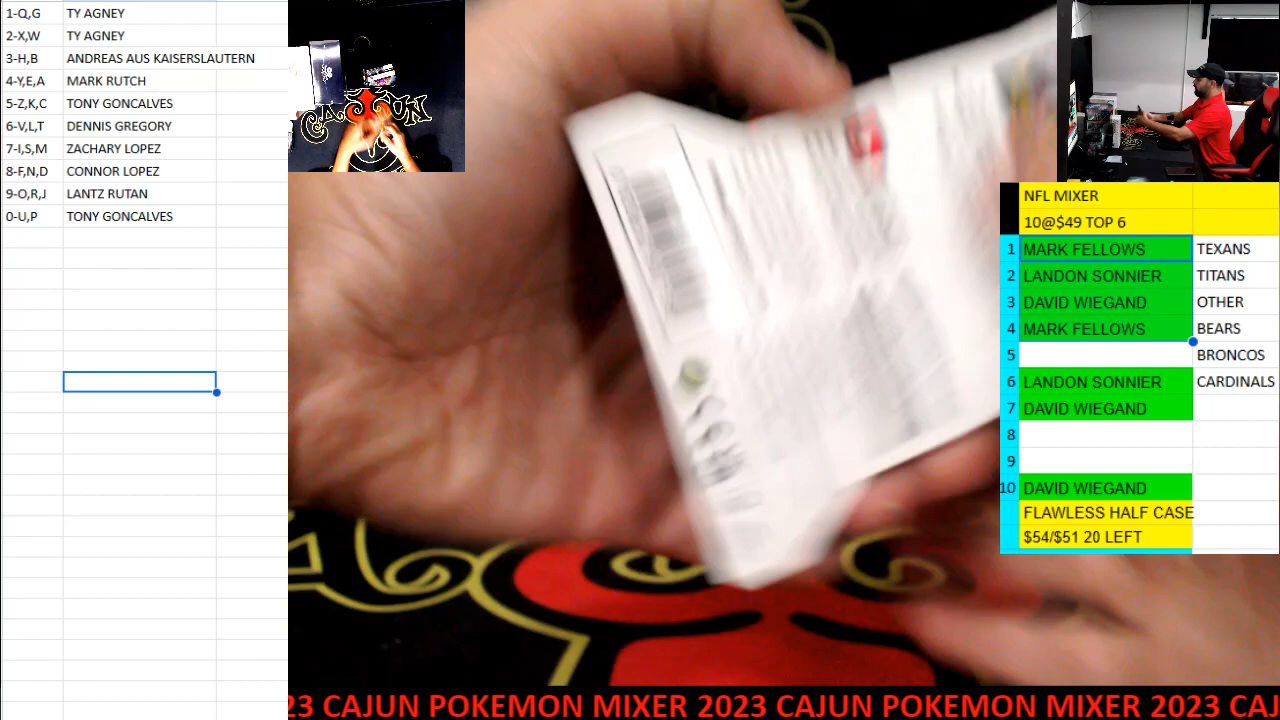 1-Q,G TY AGNEY
2-X,W TY AGNEY
3-H,B ANDREAS AUS KAISERSLAUTERN
4-Y,E,A MARK RUTCH
5-Z,K,C TONY GONCALVES
6-V,L,T DENNIS GREGORY
7-I,S,M ZACHARY LOPEZ
8-F,N,D CONNOR LOPEZ
9-O,R,J LANTZ RUTAN
0-U,P TONY GONCALVES
CAJUN
NFL MIXER
10@$49 TOP 6
1 MARK FELLOWS TEXANS
2 LANDON SONNIER TITANS
3 DAVID WIEGAND OTHER
4 MARK FELLOWS BEARS
5 BRONCOS
6 LANDON SONNIER CARDINALS
7 DAVID WIEGAND
8
9
10 DAVID WIEGAND
FLAWLESS HALF CASE
$54/$51 20 LEFT
23 CAJUN POKEMON MIXER 2023 CAJUN POKEMON MIXER 2023 CAJ